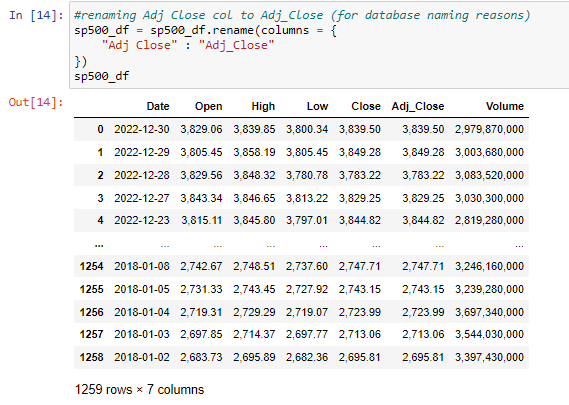 In [14]: #renaming Adj Close col to Adj_Close (for database naming reasons)
sp500_df = sp500_df.rename(columns = {
"Adj Close" : "Adj_Close"
})
sp500_df
Out[14]:
Date Open High Low Close Adj_Close Volume
0 2022-12-30 3,829.06 3,839.85 3,800.34 3,839.50 3,839.50 2,979,870,000
1 2022-12-29 3,805.45 3,858.19 3,805.45 3,849.28 3,849.28 3,003,680,000
2 2022-12-28 3,829.56 3,848.32 3,780.78 3,783.22 3,783.22 3,083,520,000
3 2022-12-27 3,843.34 3,846.65 3,813.22 3,829.25 3,829.25 3,030,300,000
4 2022-12-23 3,815.11 3,845.80 3,797.01 3,844.82 3,844.82 2,819,280,000
... ... ... ... ... ... ... ...
1254 2018-01-08 2,742.67 2,748.51 2,737.60 2,747.71 2,747.71 3,246,160,000
1255 2018-01-05 2,731.33 2,743.45 2,727.92 2,743.15 2,743.15 3,239,280,000
1256 2018-01-04 2,719.31 2,729.29 2,719.07 2,723.99 2,723.99 3,697,340,000
1257 2018-01-03 2,697.85 2,714.37 2,697.77 2,713.06 2,713.06 3,544,030,000
1258 2018-01-02 2,683.73 2,695.89 2,682.36 2,695.81 2,695.81 3,397,430,000
1259 rows × 7 columns